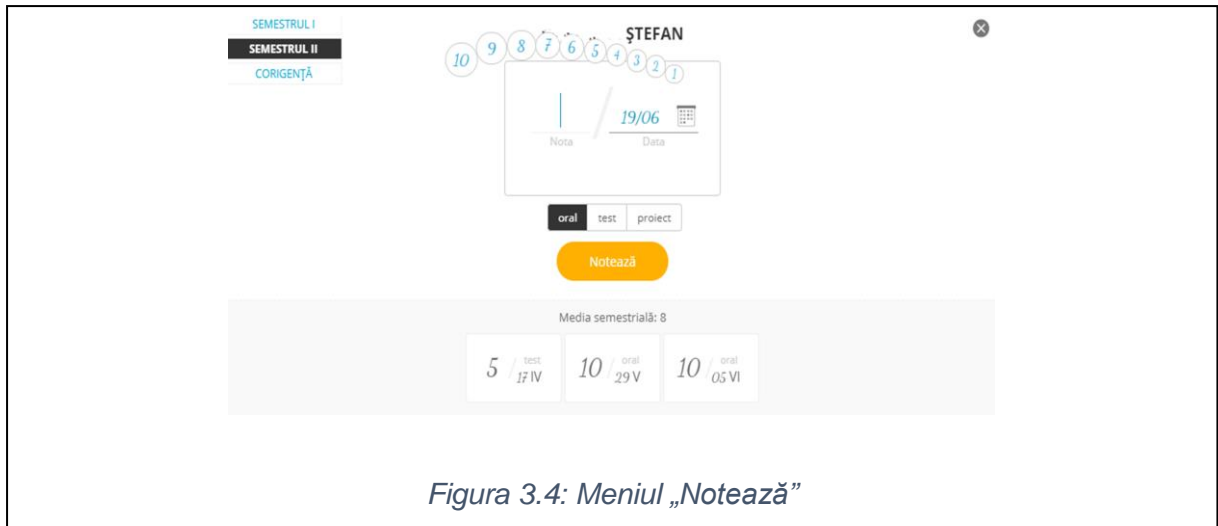 SEMESTRUL I
SEMESTRUL II
CORIGENŢĂ
ŞTEFAN
10 9 8 7 6 5 4 3 2 1
19/06
Nota Data
oral test proiect
Notează
Media semestrială: 8
5 / test 17 IV 10 / oral 29 V 10 / oral 05 VI
Figura 3.4: Meniul „Notează”